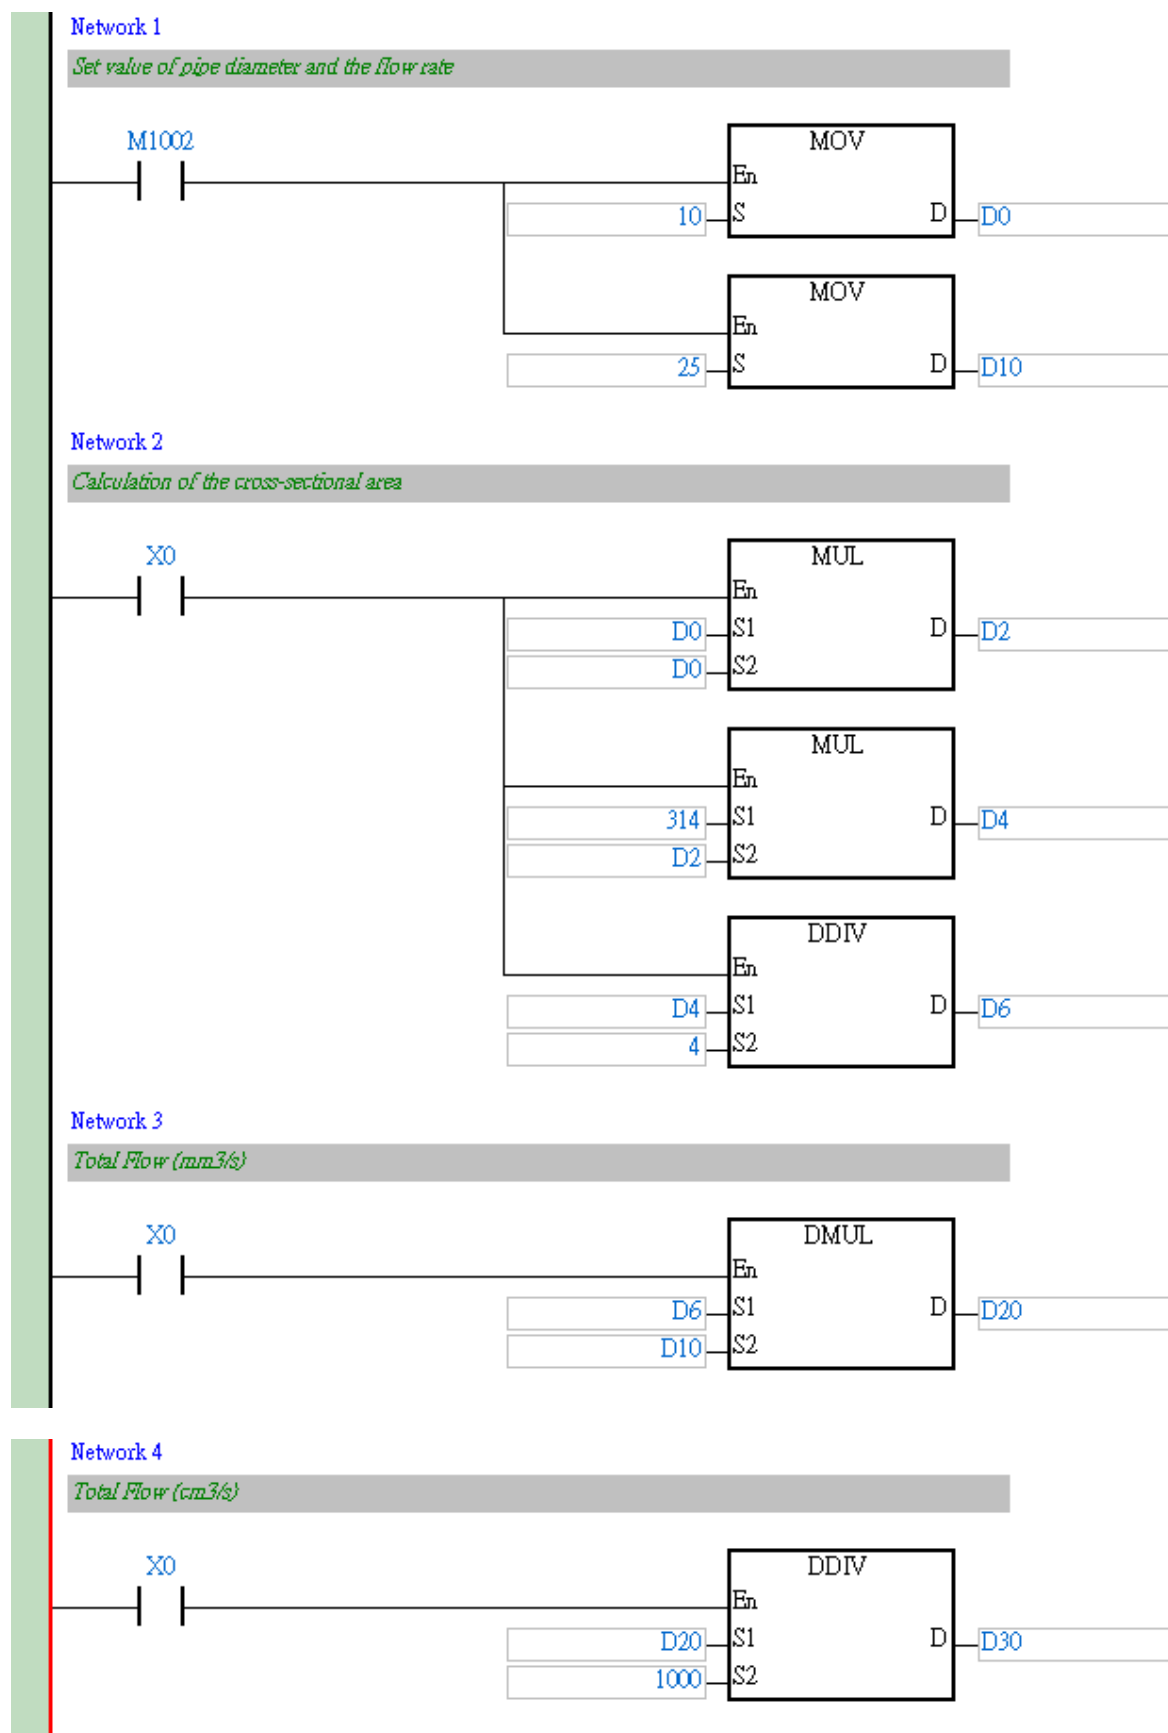 Network 1
Set value of pipe diameter and the flow rate
M1002
MOV
En
10 S D D0
MOV
En
25 S D D10
Network 2
Calculation of the cross-sectional area
X0
MUL
En
D0 S1 D D2
D0 S2
MUL
En
314 S1 D D4
D2 S2
DDIV
En
D4 S1 D D6
4 S2
Network 3
Total Flow (mm3/s)
X0
DMUL
En
D6 S1 D D20
D10 S2
Network 4
Total Flow (cm3/s)
X0
DDIV
En
D20 S1 D D30
1000 S2